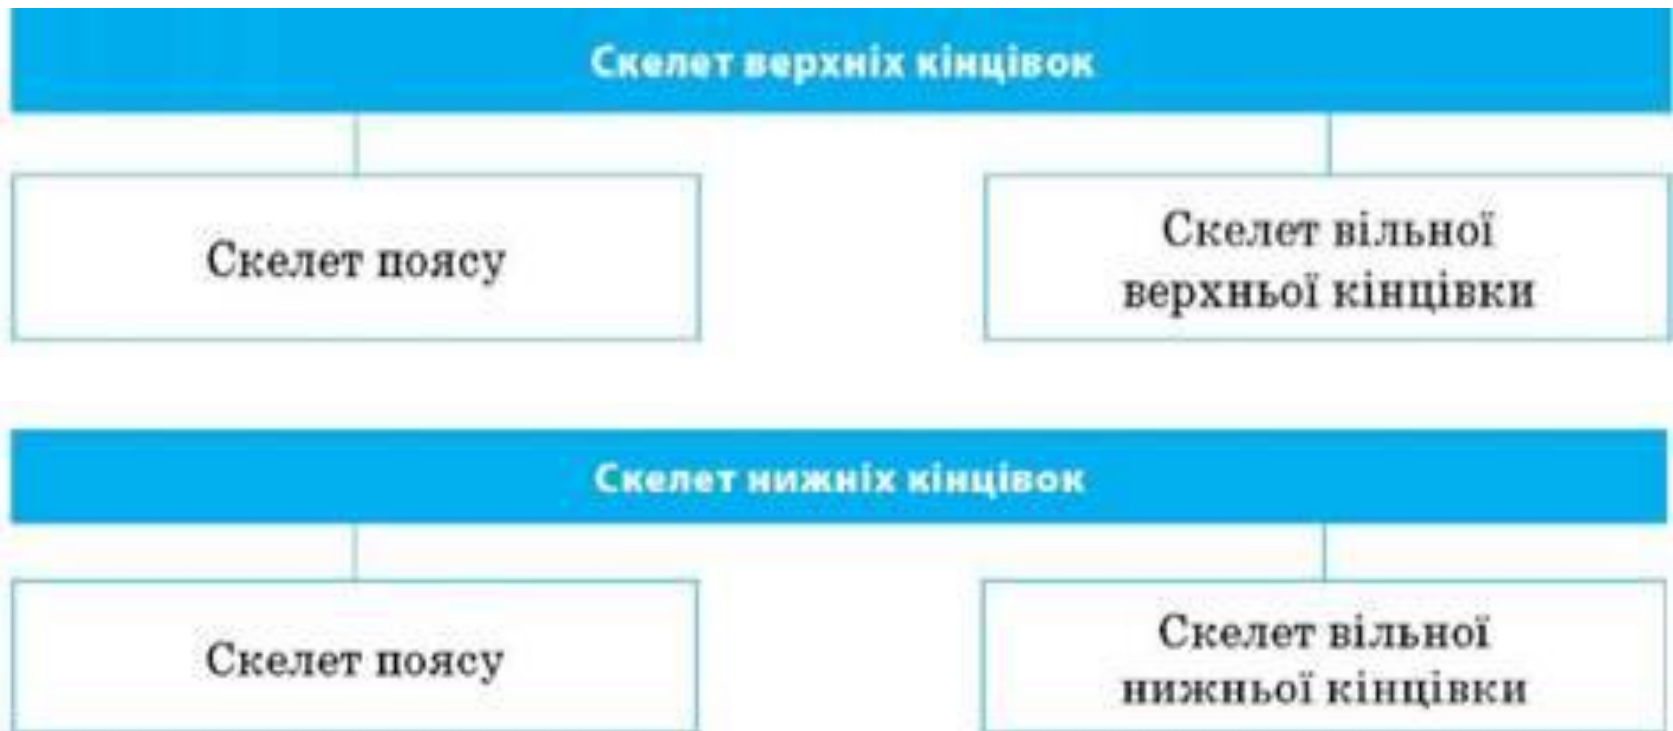 Скелет верхніх кінцівок
Скелет поясу
Скелет вільної
верхньої кінцівки
Скелет нижніх кінцівок
Скелет поясу
Скелет вільної
нижньої кінцівки